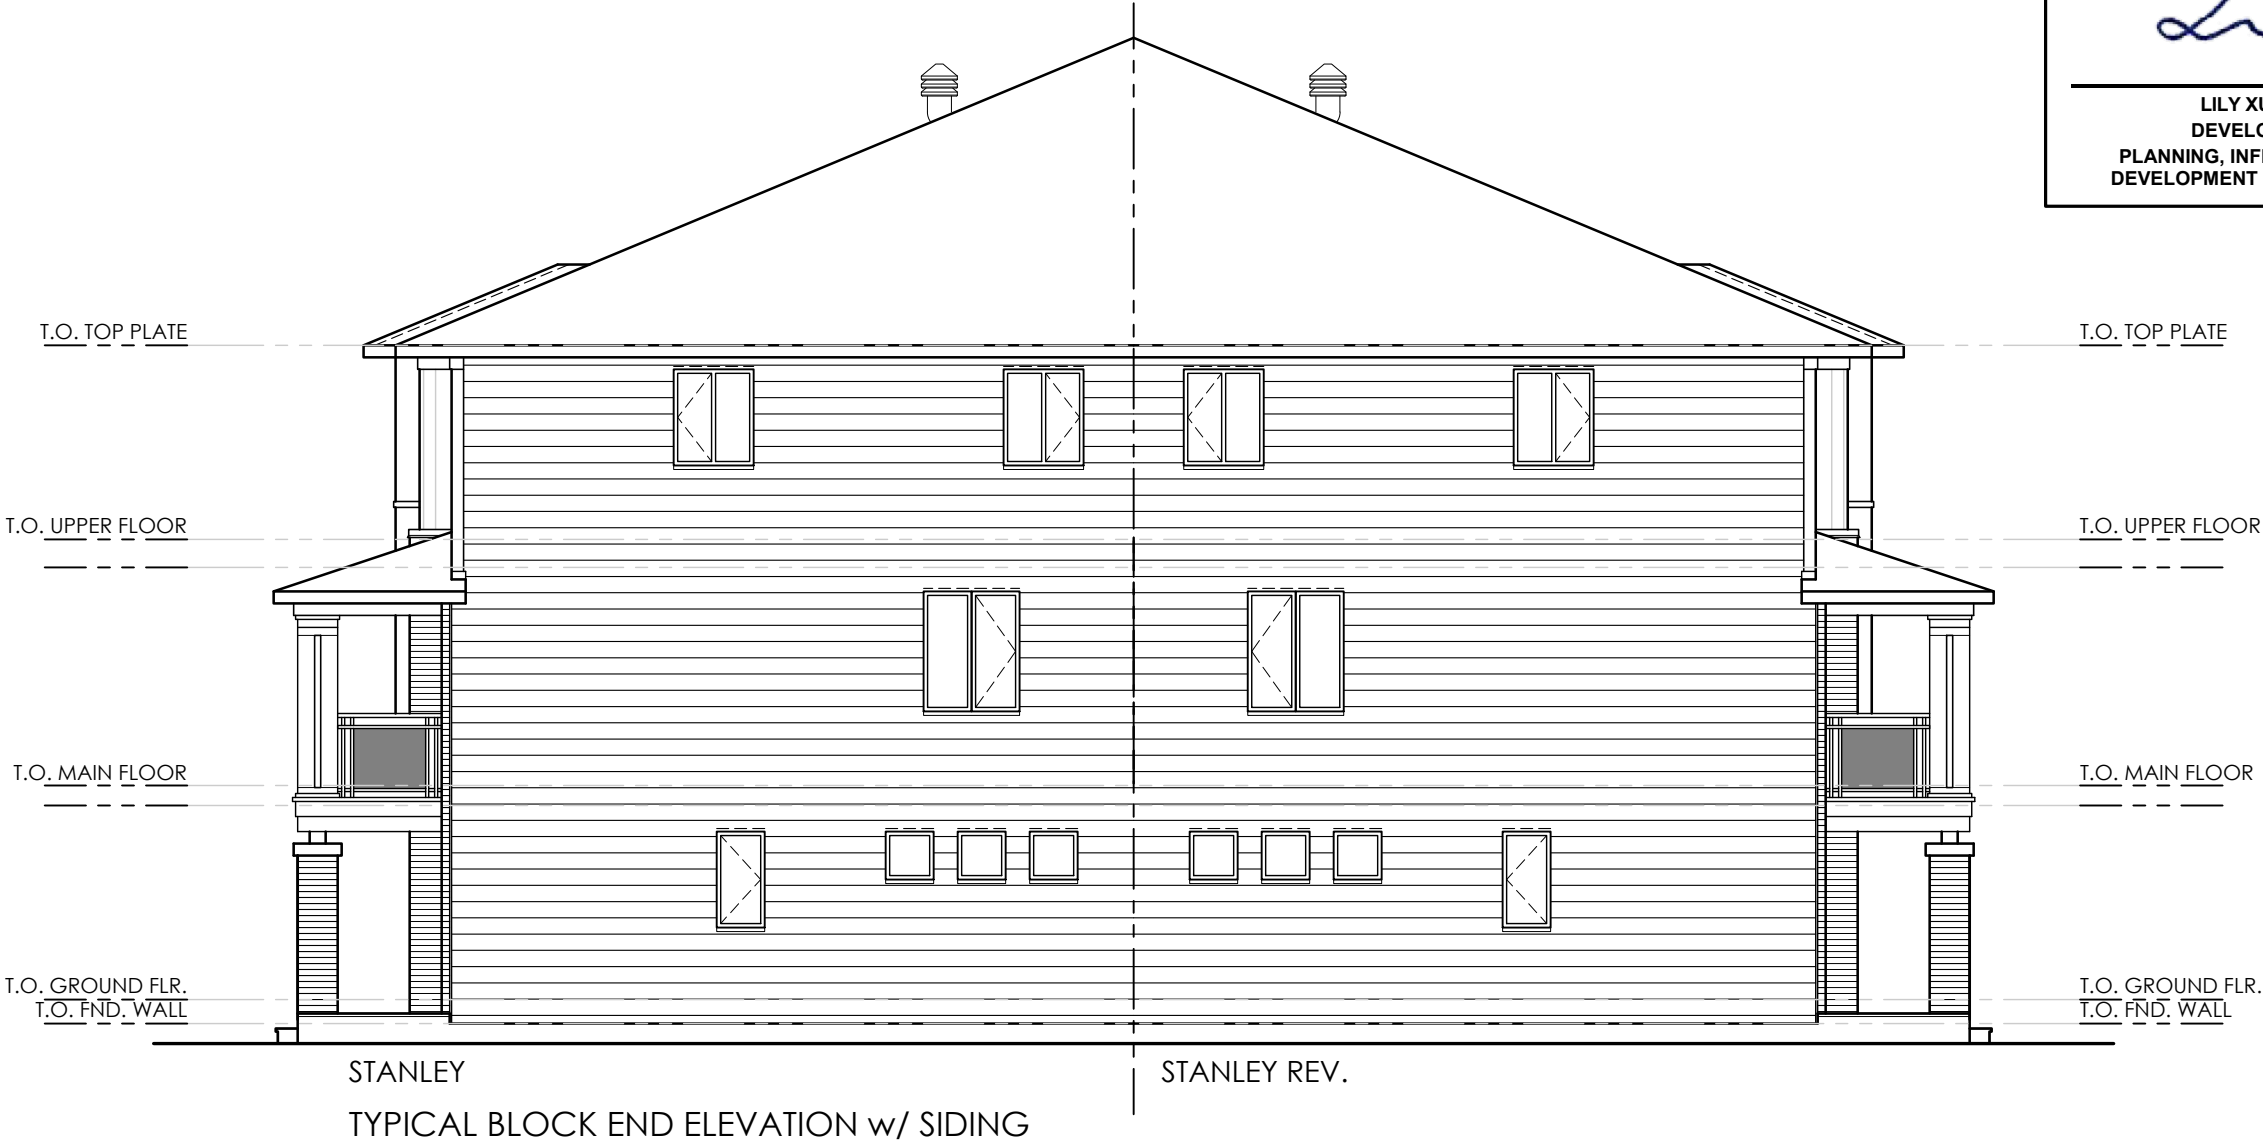 LILY XU
DEVELO
PLANNING, INF
DEVELOPMENT
T.O. TOP PLATE
T.O. TOP PLATE
T.O. UPPER FLOOR
T.O. UPPER FLOOR
T.O. MAIN FLOOR
T.O. MAIN FLOOR
T.O. GROUND FLR.
T.O. GROUND FLR.
T.O. FND. WALL
T.O. FND. WALL
STANLEY
STANLEY REV.
TYPICAL BLOCK END ELEVATION w/ SIDING